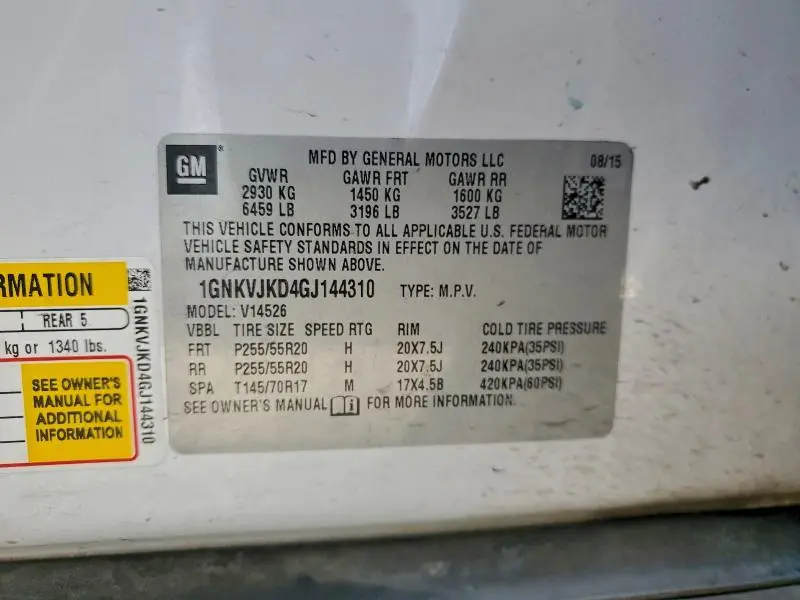 GM
MFD BY GENERAL MOTORS LLC 08/15
GVWR GAWR FRT GAWR RR
2930 KG 1450 KG 1600 KG
6459 LB 3196 LB 3527 LB
THIS VEHICLE CONFORMS TO ALL APPLICABLE U.S. FEDERAL MOTOR
VEHICLE SAFETY STANDARDS IN EFFECT ON THE DATE OF
MANUFACTURE SHOWN ABOVE.
1GNKVJKD4GJ144310 TYPE: M.P.V.
MODEL: V14526
VBBL TIRE SIZE SPEED RTG RIM COLD TIRE PRESSURE
FRT P255/55R20 H 20X7.5J 240KPA(35PSI)
RR P255/55R20 H 20X7.5J 240KPA(35PSI)
SPA T145/70R17 M 17X4.5B 420KPA(60PSI)
SEE OWNER'S MANUAL FOR MORE INFORMATION.
RMATION
REAR 5
kg or 1340 lbs.
SEE OWNER'S
MANUAL FOR
ADDITIONAL
INFORMATION
1GNKVJKD4GJ144310